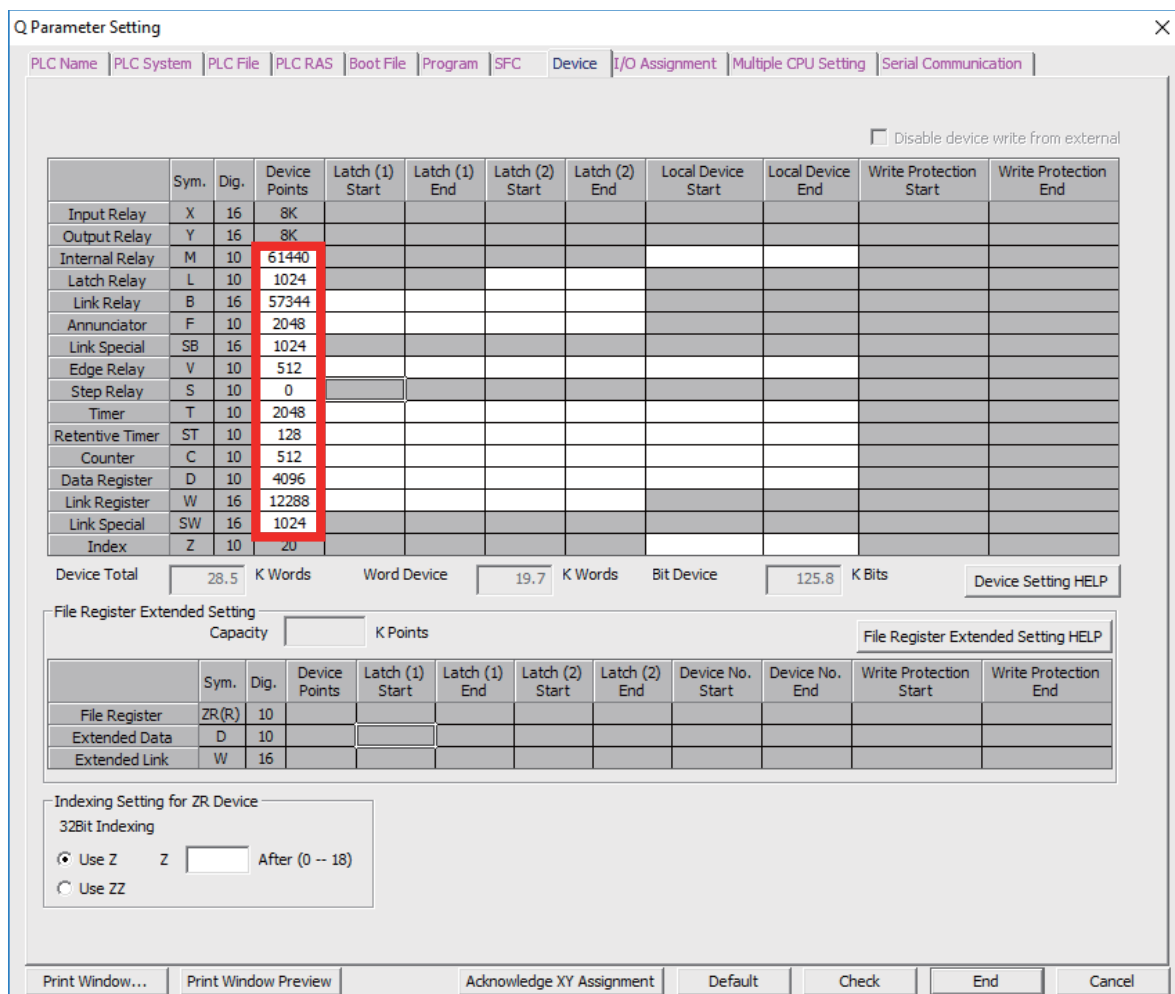 Q Parameter Setting
PLC Name PLC System PLC File PLC RAS Boot File Program SFC Device I/O Assignment Multiple CPU Setting Serial Communication
Disable device write from external
Sym. Dig. Device Points Latch (1) Start Latch (1) End Latch (2) Start Latch (2) End Local Device Start Local Device End Write Protection Start Write Protection End
Input Relay X 16 8K
Output Relay Y 16 8K
Internal Relay M 10 61440
Latch Relay L 10 1024
Link Relay B 16 57344
Annunciator F 10 2048
Link Special SB 16 1024
Edge Relay V 10 512
Step Relay S 10 0
Timer T 10 2048
Retentive Timer ST 10 128
Counter C 10 512
Data Register D 10 4096
Link Register W 16 12288
Link Special SW 16 1024
Index Z 10 20
Device Total 28.5 K Words Word Device 19.7 K Words Bit Device 125.8 K Bits Device Setting HELP
File Register Extended Setting
Capacity K Points File Register Extended Setting HELP
Sym. Dig. Device Points Latch (1) Start Latch (1) End Latch (2) Start Latch (2) End Device No. Start Device No. End Write Protection Start Write Protection End
File Register ZR(R) 10
Extended Data D 10
Extended Link W 16
Indexing Setting for ZR Device
32Bit Indexing
Use Z Z After (0 -- 18)
Use ZZ
Print Window... Print Window Preview Acknowledge XY Assignment Default Check End Cancel